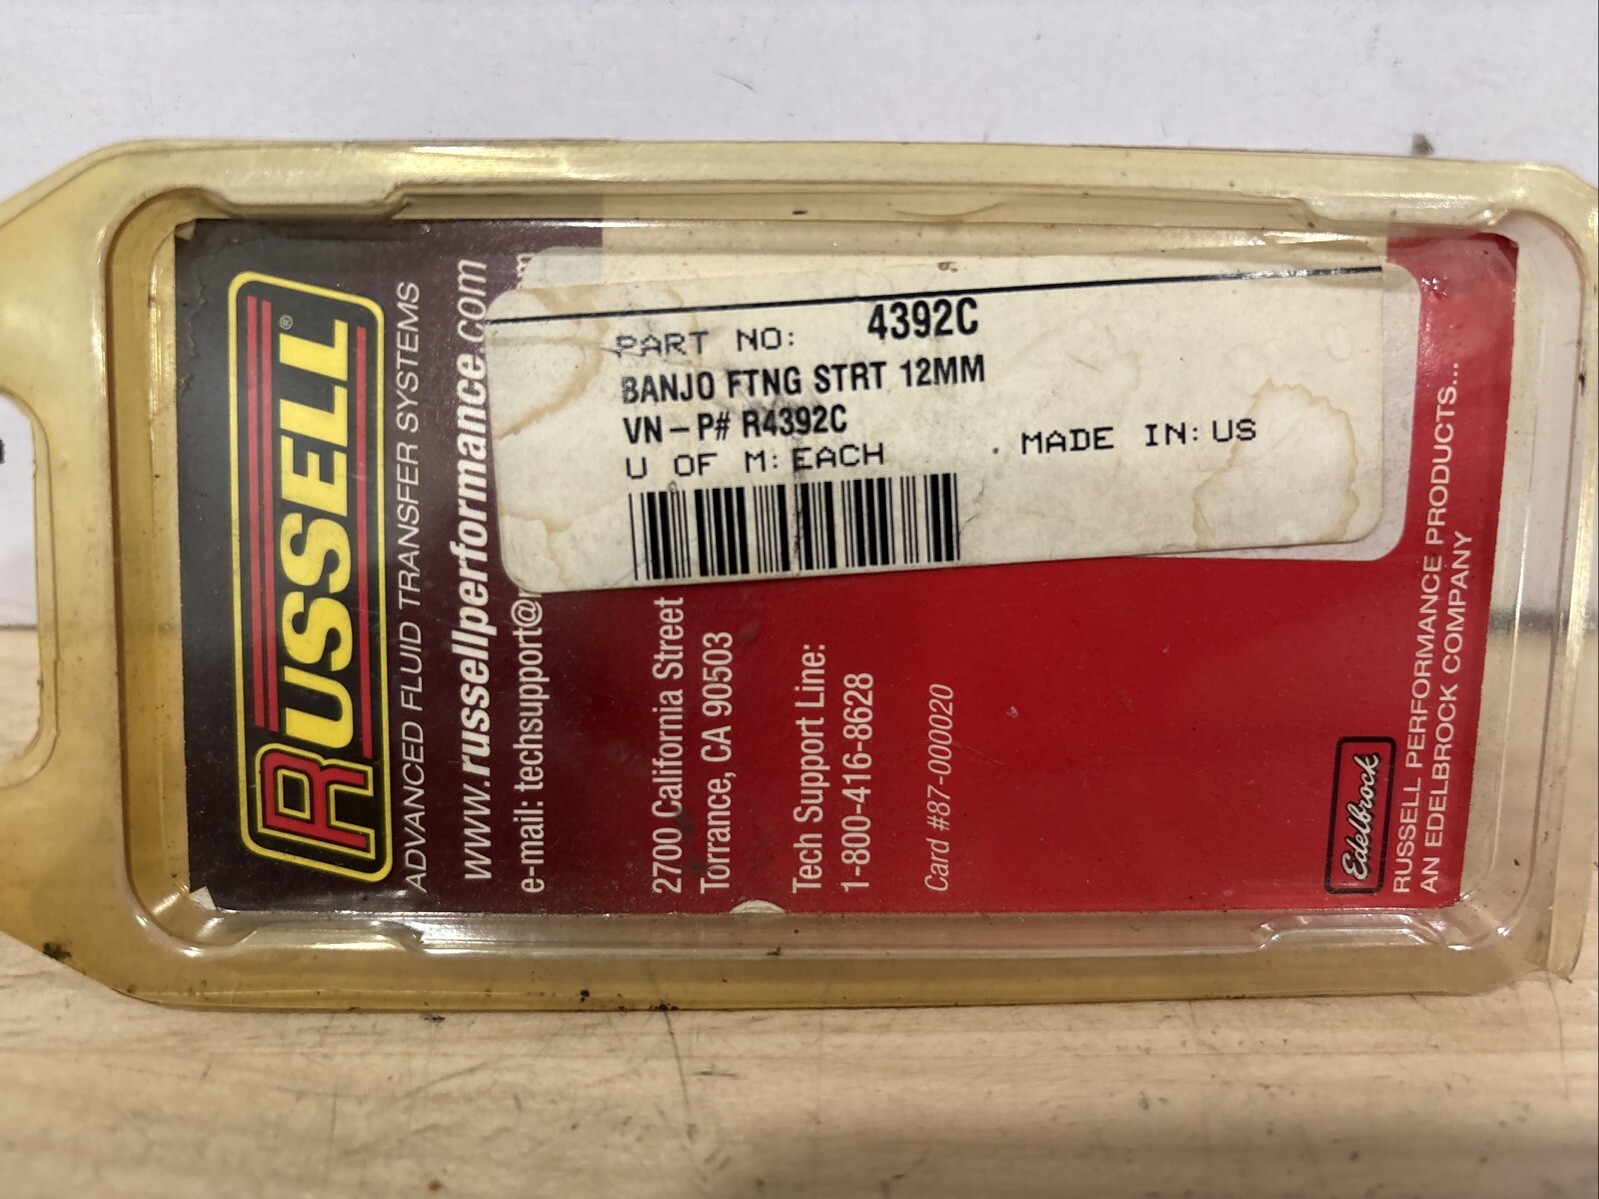 RUSSELL®
ADVANCED FLUID TRANSFER SYSTEMS
www.russellperformance.com
e-mail: techsupport@
2700 California Street
Torrance, CA 90503
Tech Support Line:
1-800-416-8628
Card #87-000020
Edelbrock
RUSSELL PERFORMANCE PRODUCTS...
AN EDELBROCK COMPANY
PART NO: 4392C
BANJO FTNG STRT 12MM
VN-P# R4392C
U OF M: EACH . MADE IN: US